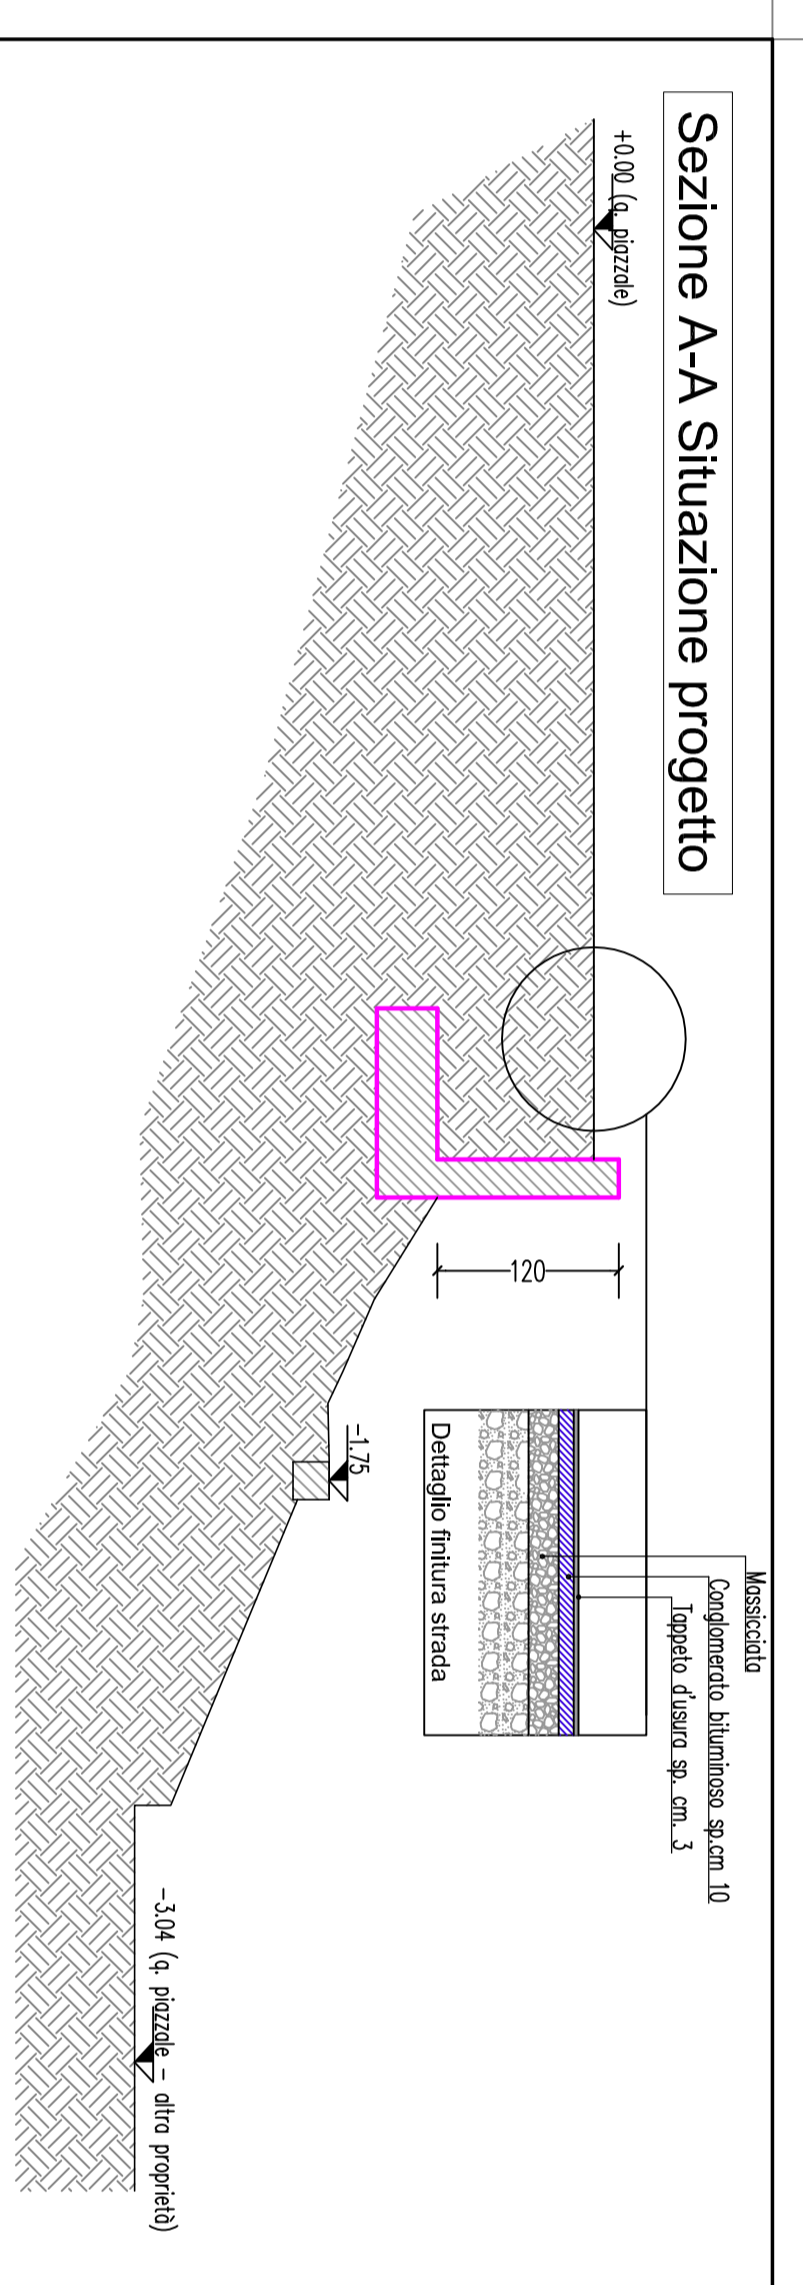 Sezione A-A Situazione progetto
+0.00 (q. piazzale)
120
-1.75
Massicciata
Conglomerato bituminoso sp.cm 10
Tappeto d'usura sp. cm. 3
Dettaglio finitura strada
-3.04 (q. piazzale - altra proprietà)